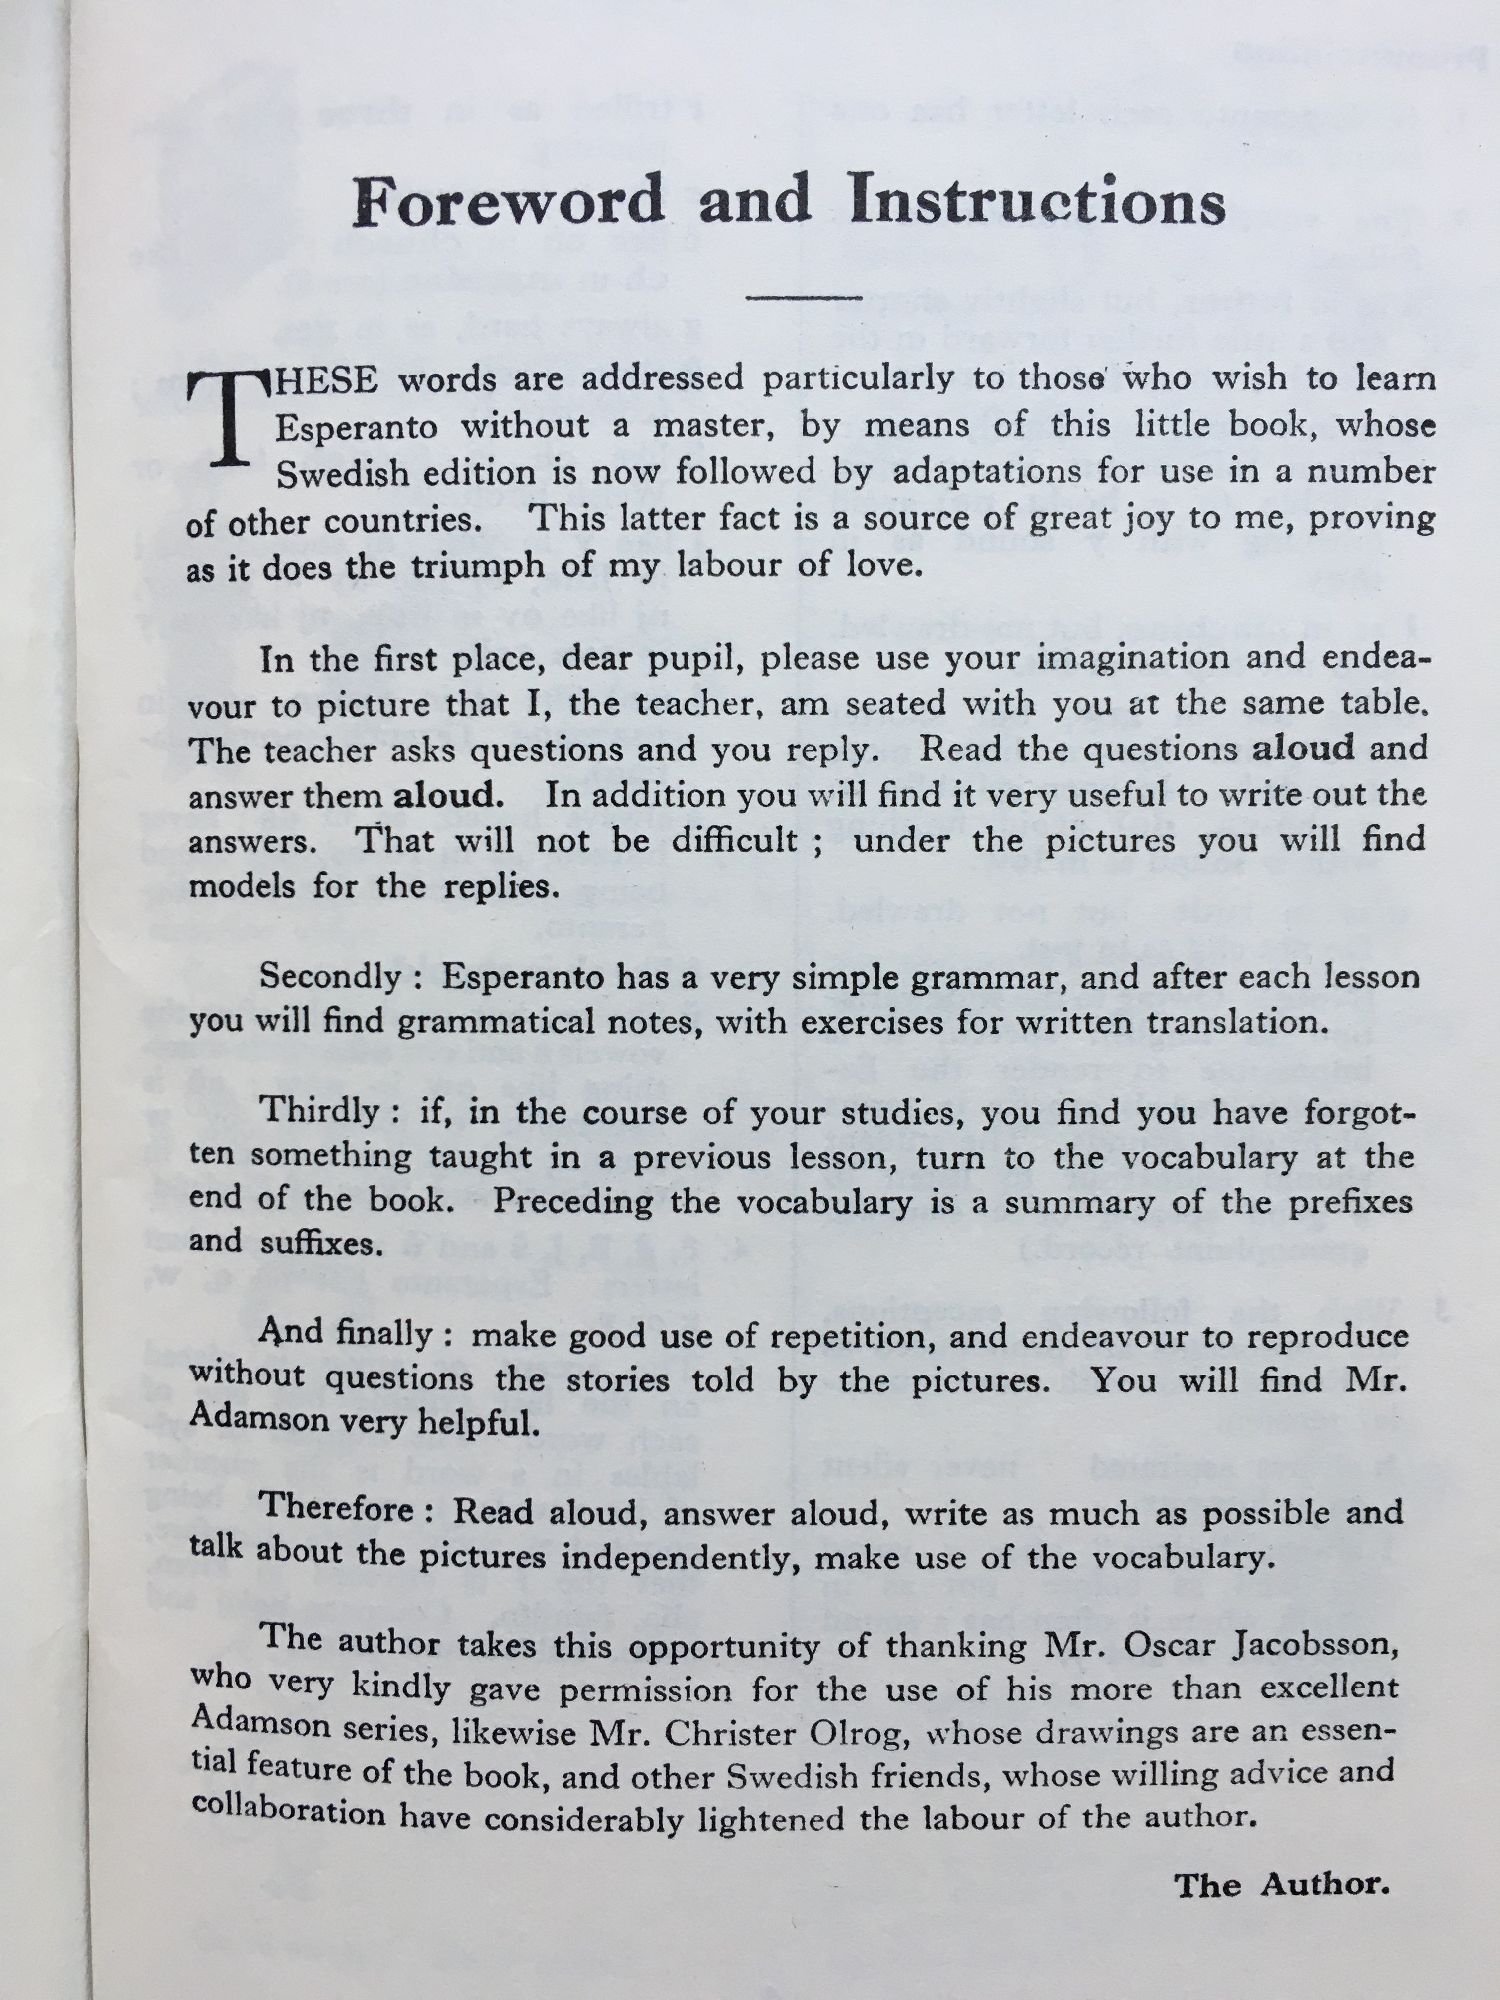 Foreword and Instructions
THESE words are addressed particularly to those who wish to learn
Esperanto without a master, by means of this little book, whose
Swedish edition is now followed by adaptations for use in a number
of other countries. This latter fact is a source of great joy to me, proving
as it does the triumph of my labour of love.
In the first place, dear pupil, please use your imagination and endea-
vour to picture that I, the teacher, am seated with you at the same table.
The teacher asks questions and you reply. Read the questions aloud and
answer them aloud. In addition you will find it very useful to write out the
answers. That will not be difficult ; under the pictures you will find
models for the replies.
Secondly : Esperanto has a very simple grammar, and after each lesson
you will find grammatical notes, with exercises for written translation.
Thirdly : if, in the course of your studies, you find you have forgot-
ten something taught in a previous lesson, turn to the vocabulary at the
end of the book. Preceding the vocabulary is a summary of the prefixes
and suffixes.
And finally : make good use of repetition, and endeavour to reproduce
without questions the stories told by the pictures. You will find Mr.
Adamson very helpful.
Therefore : Read aloud, answer aloud, write as much as possible and
talk about the pictures independently, make use of the vocabulary.
The author takes this opportunity of thanking Mr. Oscar Jacobsson,
who very kindly gave permission for the use of his more than excellent
Adamson series, likewise Mr. Christer Olrog, whose drawings are an essen-
tial feature of the book, and other Swedish friends, whose willing advice and
collaboration have considerably lightened the labour of the author.
The Author.